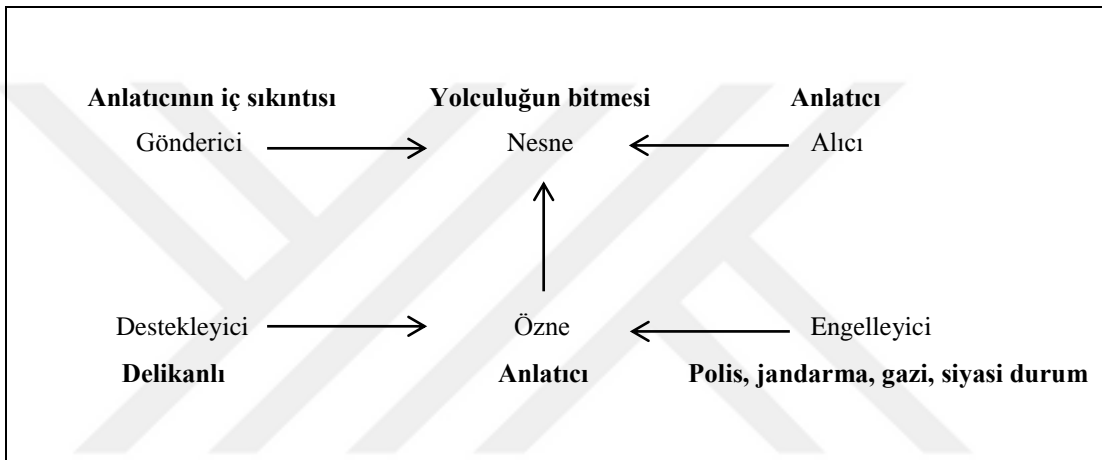 Anlatıcının iç sıkıntısı Yolculuğun bitmesi Anlatıcı
Gönderici Nesne Alıcı
Destekleyici Özne Engelleyici
Delikanlı Anlatıcı Polis, jandarma, gazi, siyasi durum